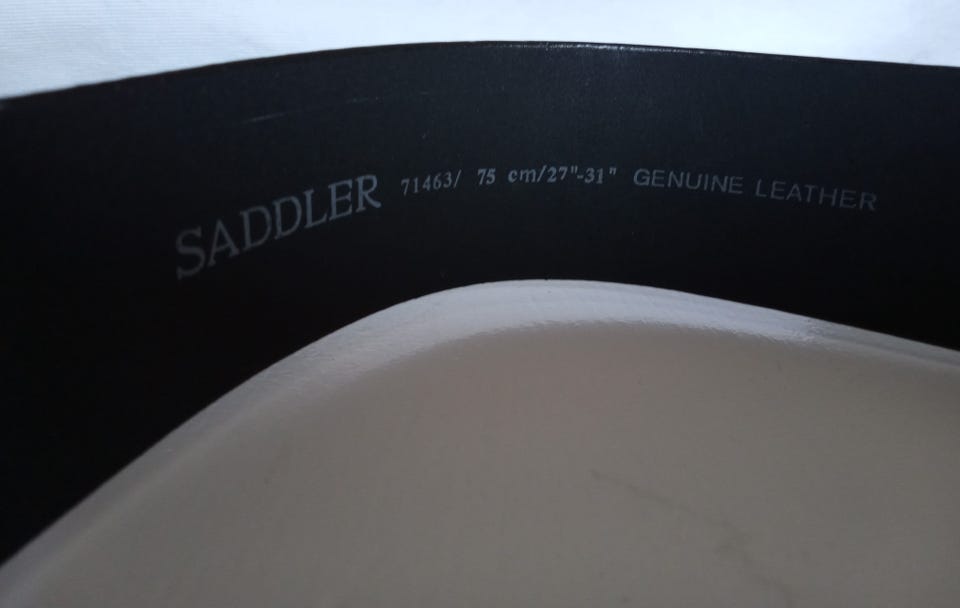 SADDLER 71463/ 75 cm/27"-31" GENUINE LEATHER